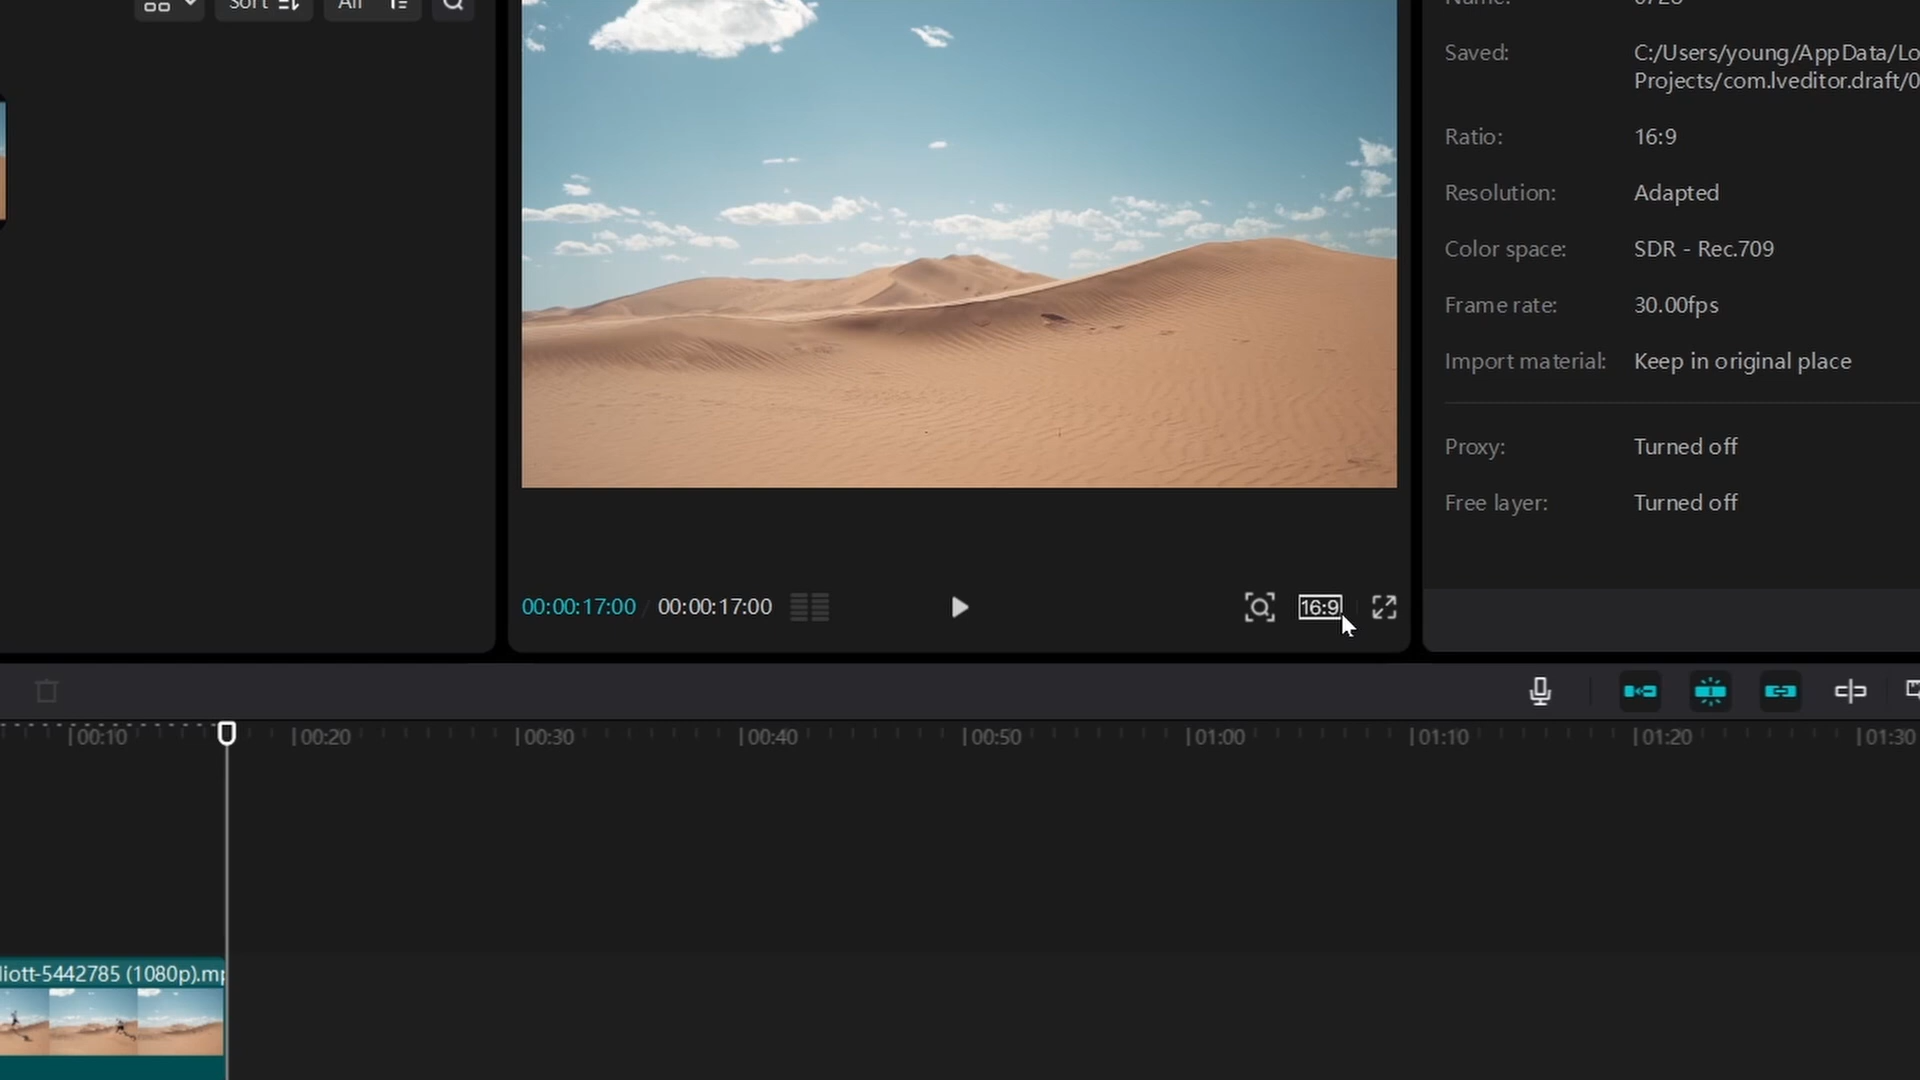 Sort
All
Name: 0728
Saved: C:/Users/young/AppData/Lo
Projects/com.lveditor.draft/0
Ratio: 16:9
Resolution: Adapted
Color space: SDR - Rec.709
Frame rate: 30.00fps
Import material: Keep in original place
Proxy: Turned off
Free layer: Turned off
00:00:17:00 / 00:00:17:00
16:9
00:10 00:20 00:30 00:40 00:50 01:00 01:10 01:20 01:30
liott-5442785 (1080p).mp